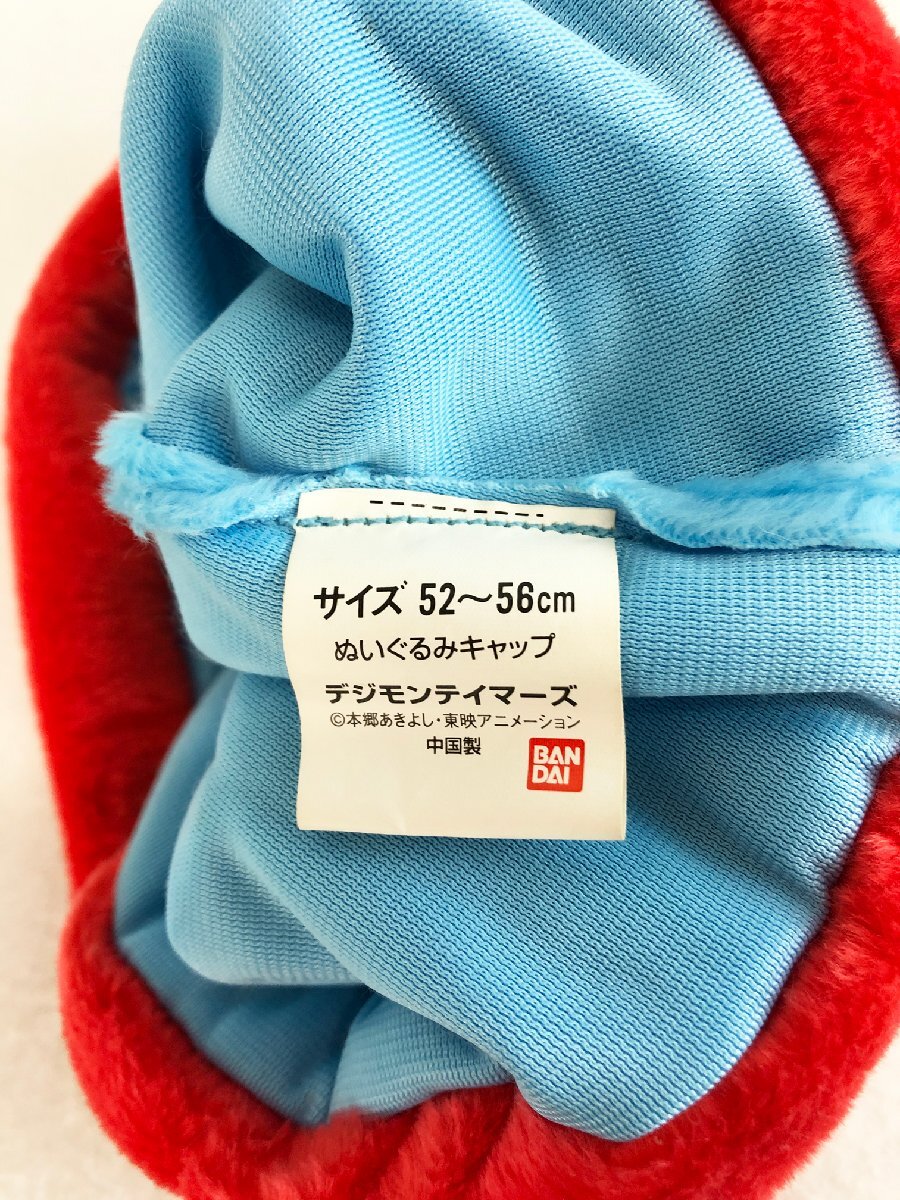 サイズ 52～56cm
ぬいぐるみキャップ
デジモンテイマーズ
©本郷あきよし・東映アニメーション
中国製
BAN
DAI